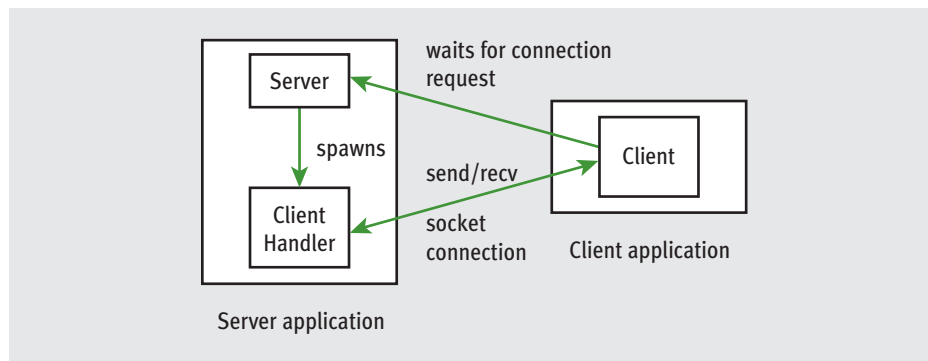 waits for connection
request
Server
spawns
Client
send/recv
Client
Handler
socket
connection
Client application
Server application